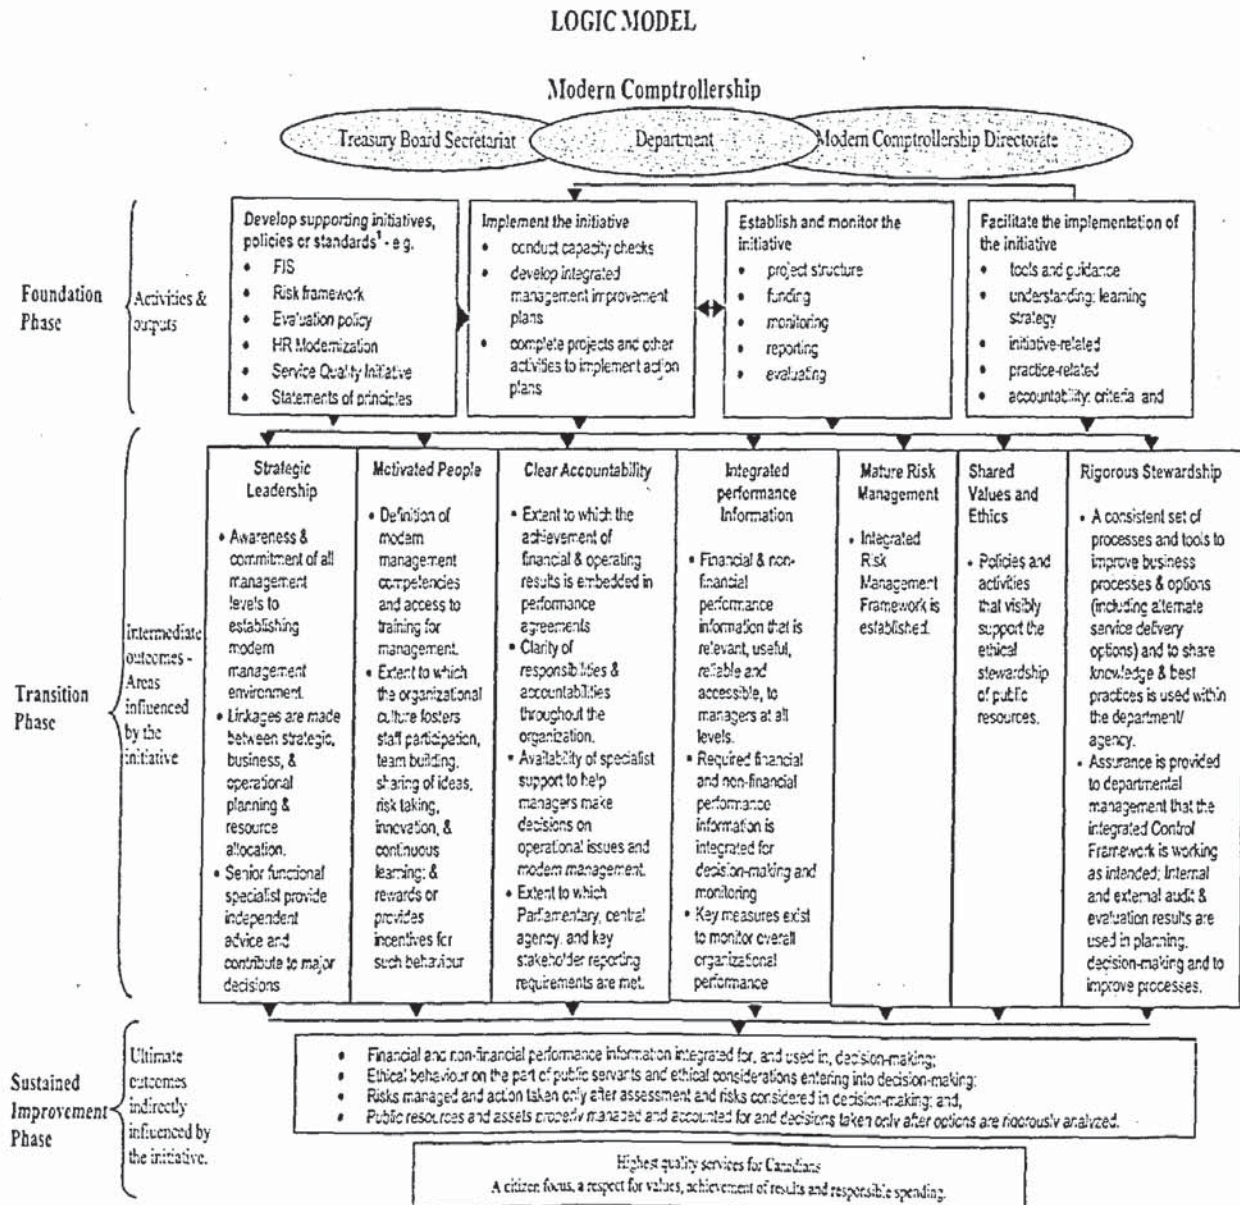 LOGIC MODEL
Modern Comptrollership
Treasury Board Secretariat
Department
Modern Comptrollership Directorate
Foundation
Phase
Activities &
outputs
Develop supporting initiatives,
policies or standards¹ - e.g.
• FIS
• Risk framework
• Evaluation policy
• HR Modernization
• Service Quality Initiative
• Statements of principles
Implement the initiative
• conduct capacity checks
• develop integrated
management improvement
plans
• complete projects and other
activities to implement action
plans
Establish and monitor the
initiative
• project structure
• funding
• monitoring
• reporting
• evaluating
Facilitate the implementation of
the initiative
• tools and guidance
• understanding: learning
strategy
• initiative-related
• practice-related
• accountability: criteria and
Transition
Phase
Intermediate
outcomes -
Areas
influenced
by the
initiative
Strategic
Leadership
• Awareness &
commitment of all
management
levels to
establishing
modern
management
environment.
• Linkages are made
between strategic,
business, &
operational
planning &
resource
allocation.
• Senior functional
specialist provide
independent
advice and
contribute to major
decisions
Motivated People
• Definition of
modern
management
competencies
and access to
training for
management.
• Extent to which
the organizational
culture fosters
staff participation,
team building,
sharing of ideas,
risk taking,
innovation, &
continuous
learning; &
rewards or
provides
incentives for
such behaviour
Clear Accountability
• Extent to which the
achievement of
financial & operating
results is embedded in
performance
agreements
• Clarity of
responsibilities &
accountabilities
throughout the
organization.
• Availability of specialist
support to help
managers make
decisions on
operational issues and
modern management.
• Extent to which
Parliamentary, central
agency, and key
stakeholder reporting
requirements are met.
Integrated
performance
Information
• Financial & non-
financial
performance
information that is
relevant, useful,
reliable and
accessible, to
managers at all
levels.
• Required financial
and non-financial
performance
information is
integrated for
decision-making and
monitoring
• Key measures exist
to monitor overall
organizational
performance
Mature Risk
Management
• Integrated
Risk
Management
Framework is
established.
Shared
Values and
Ethics
• Policies and
activities
that visibly
support the
ethical
stewardship
of public
resources.
Rigorous Stewardship
• A consistent set of
processes and tools to
improve business
processes & options
(including alternate
service delivery
options) and to share
knowledge & best
practices is used within
the department/
agency.
• Assurance is provided
to departmental
management that the
integrated Control
Framework is working
as intended; Internal
and external audit &
evaluation results are
used in planning,
decision-making and to
improve processes.
Sustained
Improvement
Phase
Ultimate
outcomes
indirectly
influenced by
the initiative.
• Financial and non-financial performance information integrated for, and used in, decision-making;
• Ethical behaviour on the part of public servants and ethical considerations entering into decision-making;
• Risks managed and action taken only after assessment and risks considered in decision-making; and,
• Public resources and assets properly managed and accounted for and decisions taken only after options are rigorously analyzed.
Highest quality services for Canadians
A citizen focus, a respect for values, achievement of results and responsible spending.